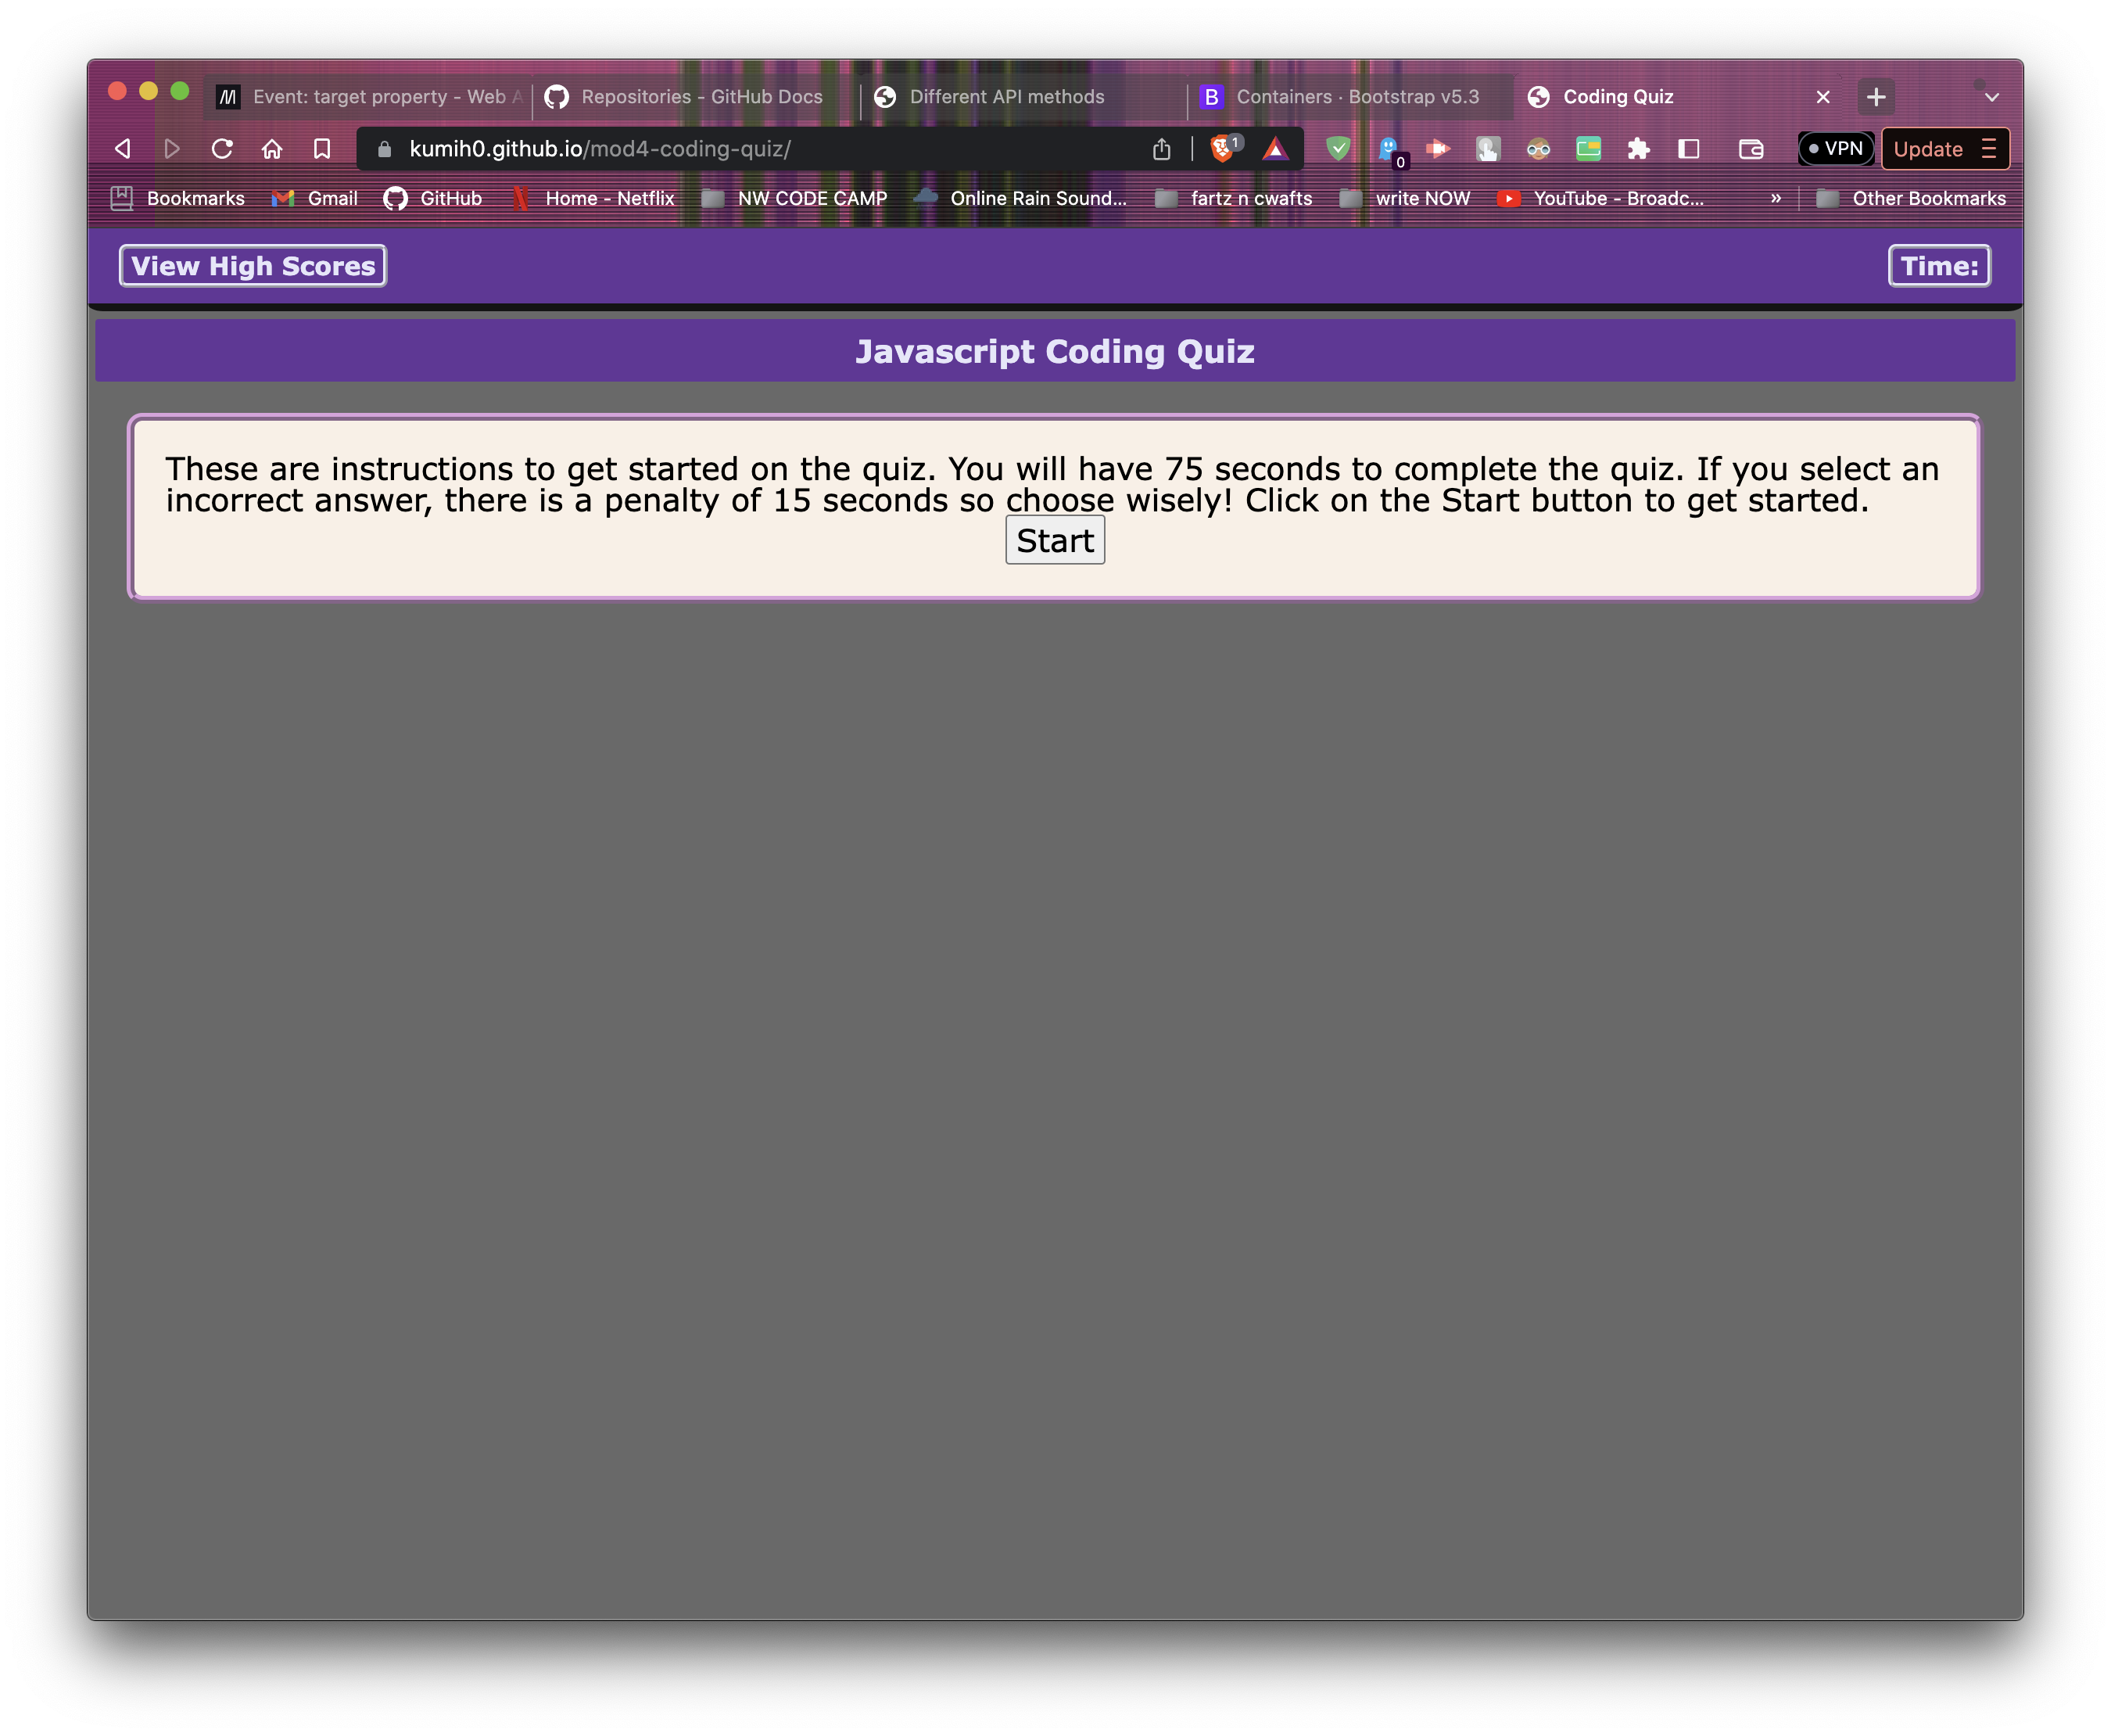 Event: target property - Web A
Repositories - GitHub Docs
Different API methods
B Containers · Bootstrap v5.3
Coding Quiz
kumih0.github.io/mod4-coding-quiz/
1
0
VPN
Update
Bookmarks
Gmail
GitHub
N Home - Netflix
NW CODE CAMP
Online Rain Sound...
fartz n cwafts
write NOW
YouTube - Broadc...
»
Other Bookmarks
View High Scores
Time:
Javascript Coding Quiz
These are instructions to get started on the quiz. You will have 75 seconds to complete the quiz. If you select an
incorrect answer, there is a penalty of 15 seconds so choose wisely! Click on the Start button to get started.
Start